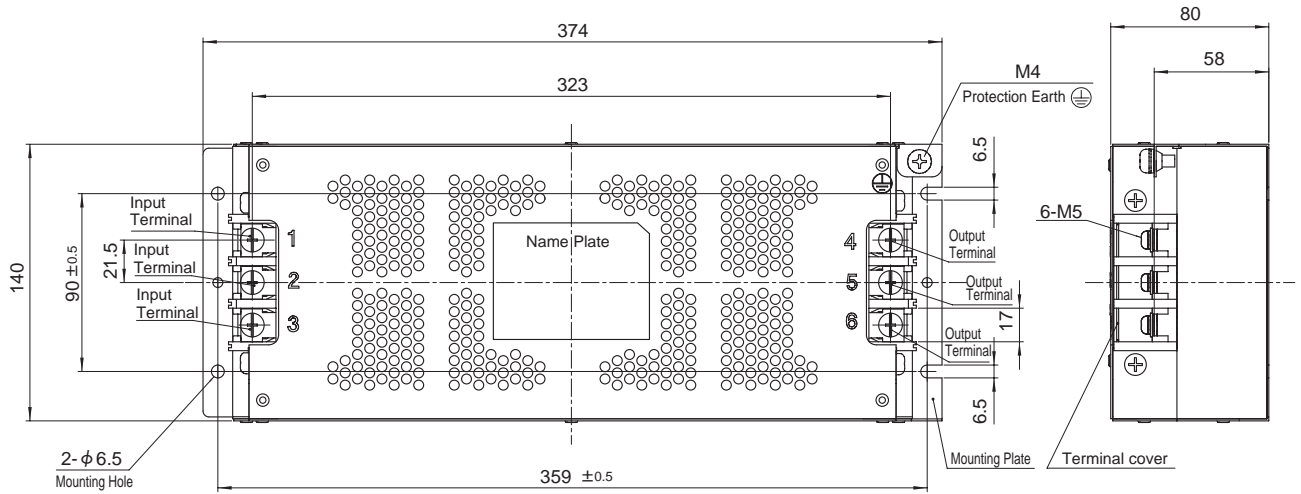 374
80
323
58
M4
Protection Earth
6.5
Input
Terminal
1
Input
Terminal
2
Input
Terminal
3
21.5
90 ±0.5
140
Name Plate
4
Output
Terminal
5
Output
Terminal
6
Output
Terminal
17
6.5
6-M5
2-φ6.5
Mounting Hole
359 ±0.5
Mounting Plate
Terminal cover